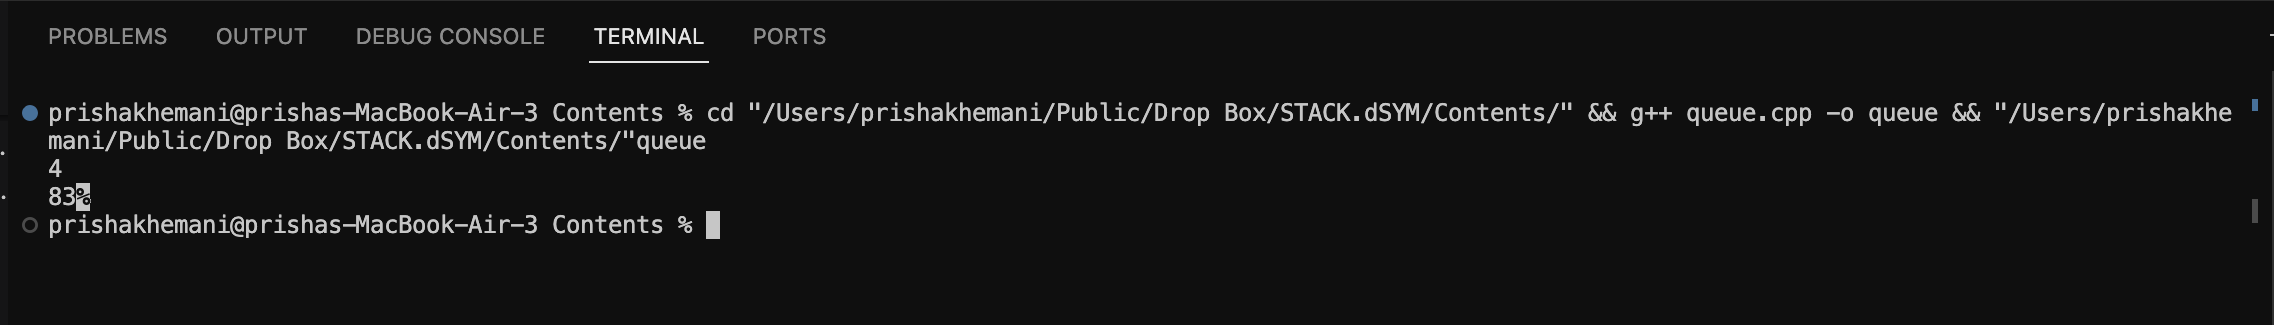 PROBLEMS OUTPUT DEBUG CONSOLE TERMINAL PORTS
prishakhemani@prishas-MacBook-Air-3 Contents % cd "/Users/prishakhemani/Public/Drop Box/STACK.dSYM/Contents/" && g++ queue.cpp -o queue && "/Users/prishakhe
mani/Public/Drop Box/STACK.dSYM/Contents/"queue
4
83%
prishakhemani@prishas-MacBook-Air-3 Contents %